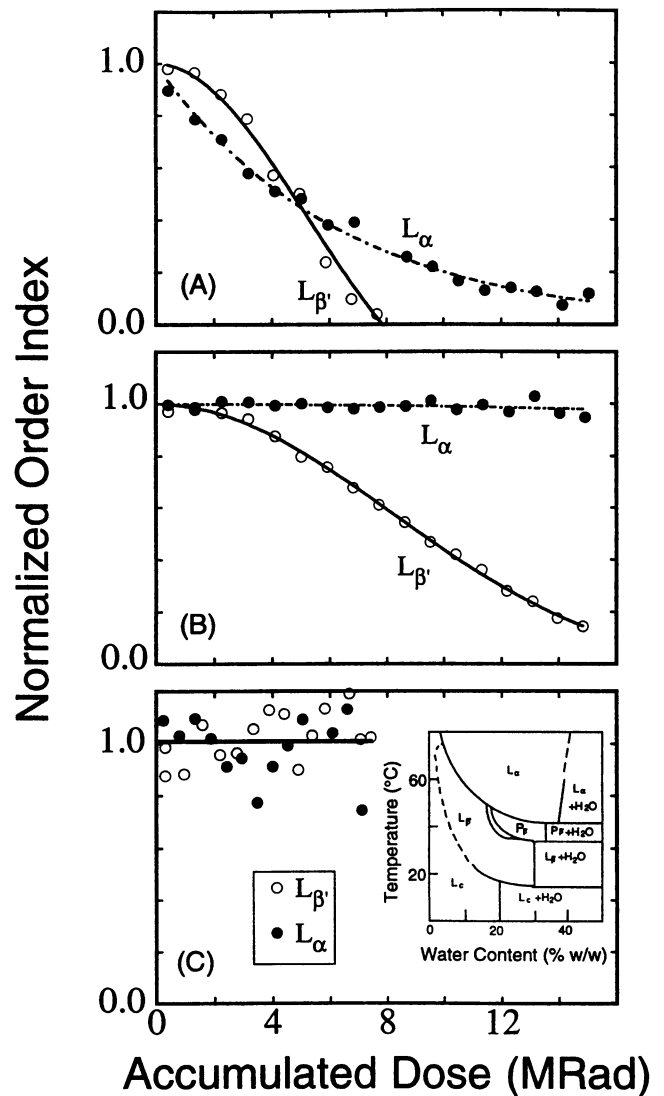 Normalized Order Index
1.0
Lα
(A)
Lβ'
0.0
1.0
Lα
Lβ'
(B)
0.0
1.0
Lβ'
Lα
(C)
0.0
0 4 8 12
Accumulated Dose (MRad)
Temperature (°C)
60
20
Lα
Lα
+H2O
Lβ'
Pβ'
Pβ'+H2O
Lβ'+H2O
Lc
Lc+H2O
0 20 40
Water Content (% w/w)